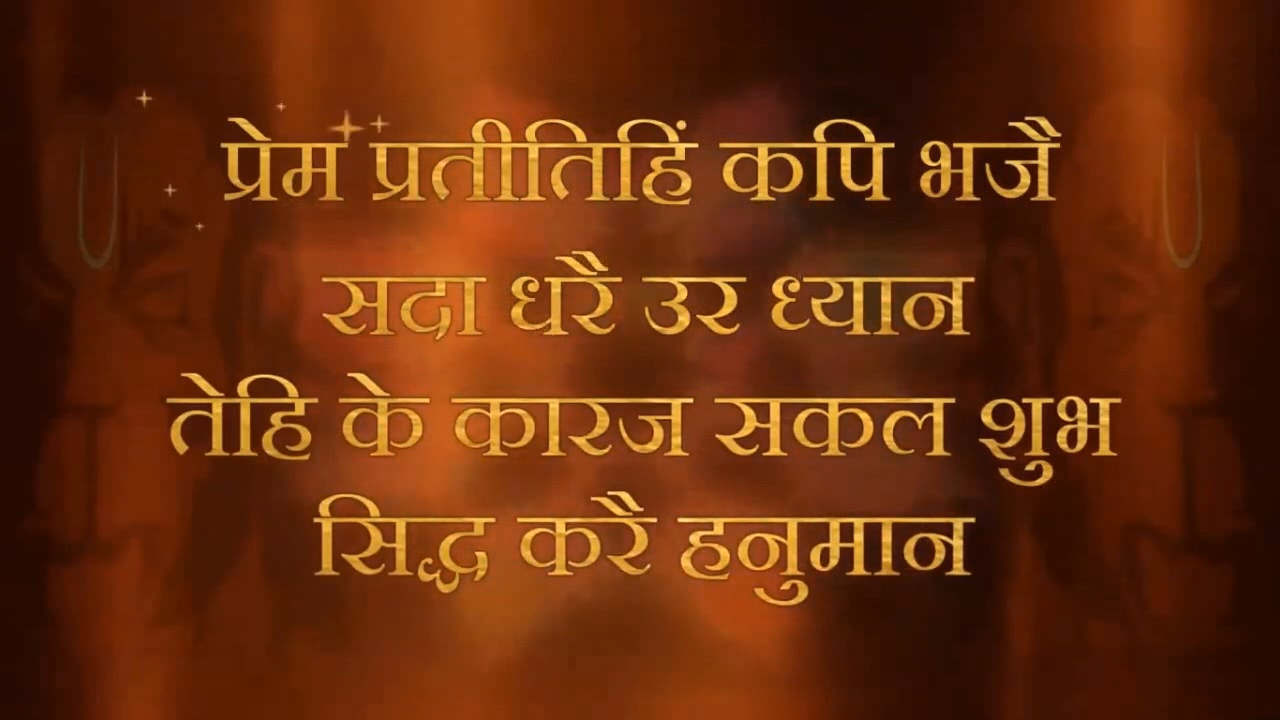 प्रेम प्रतीतिहिं कपि भजै
सदा धरै उर ध्यान
तेहि के कारज सकल शुभ
सिद्ध करै हनुमान